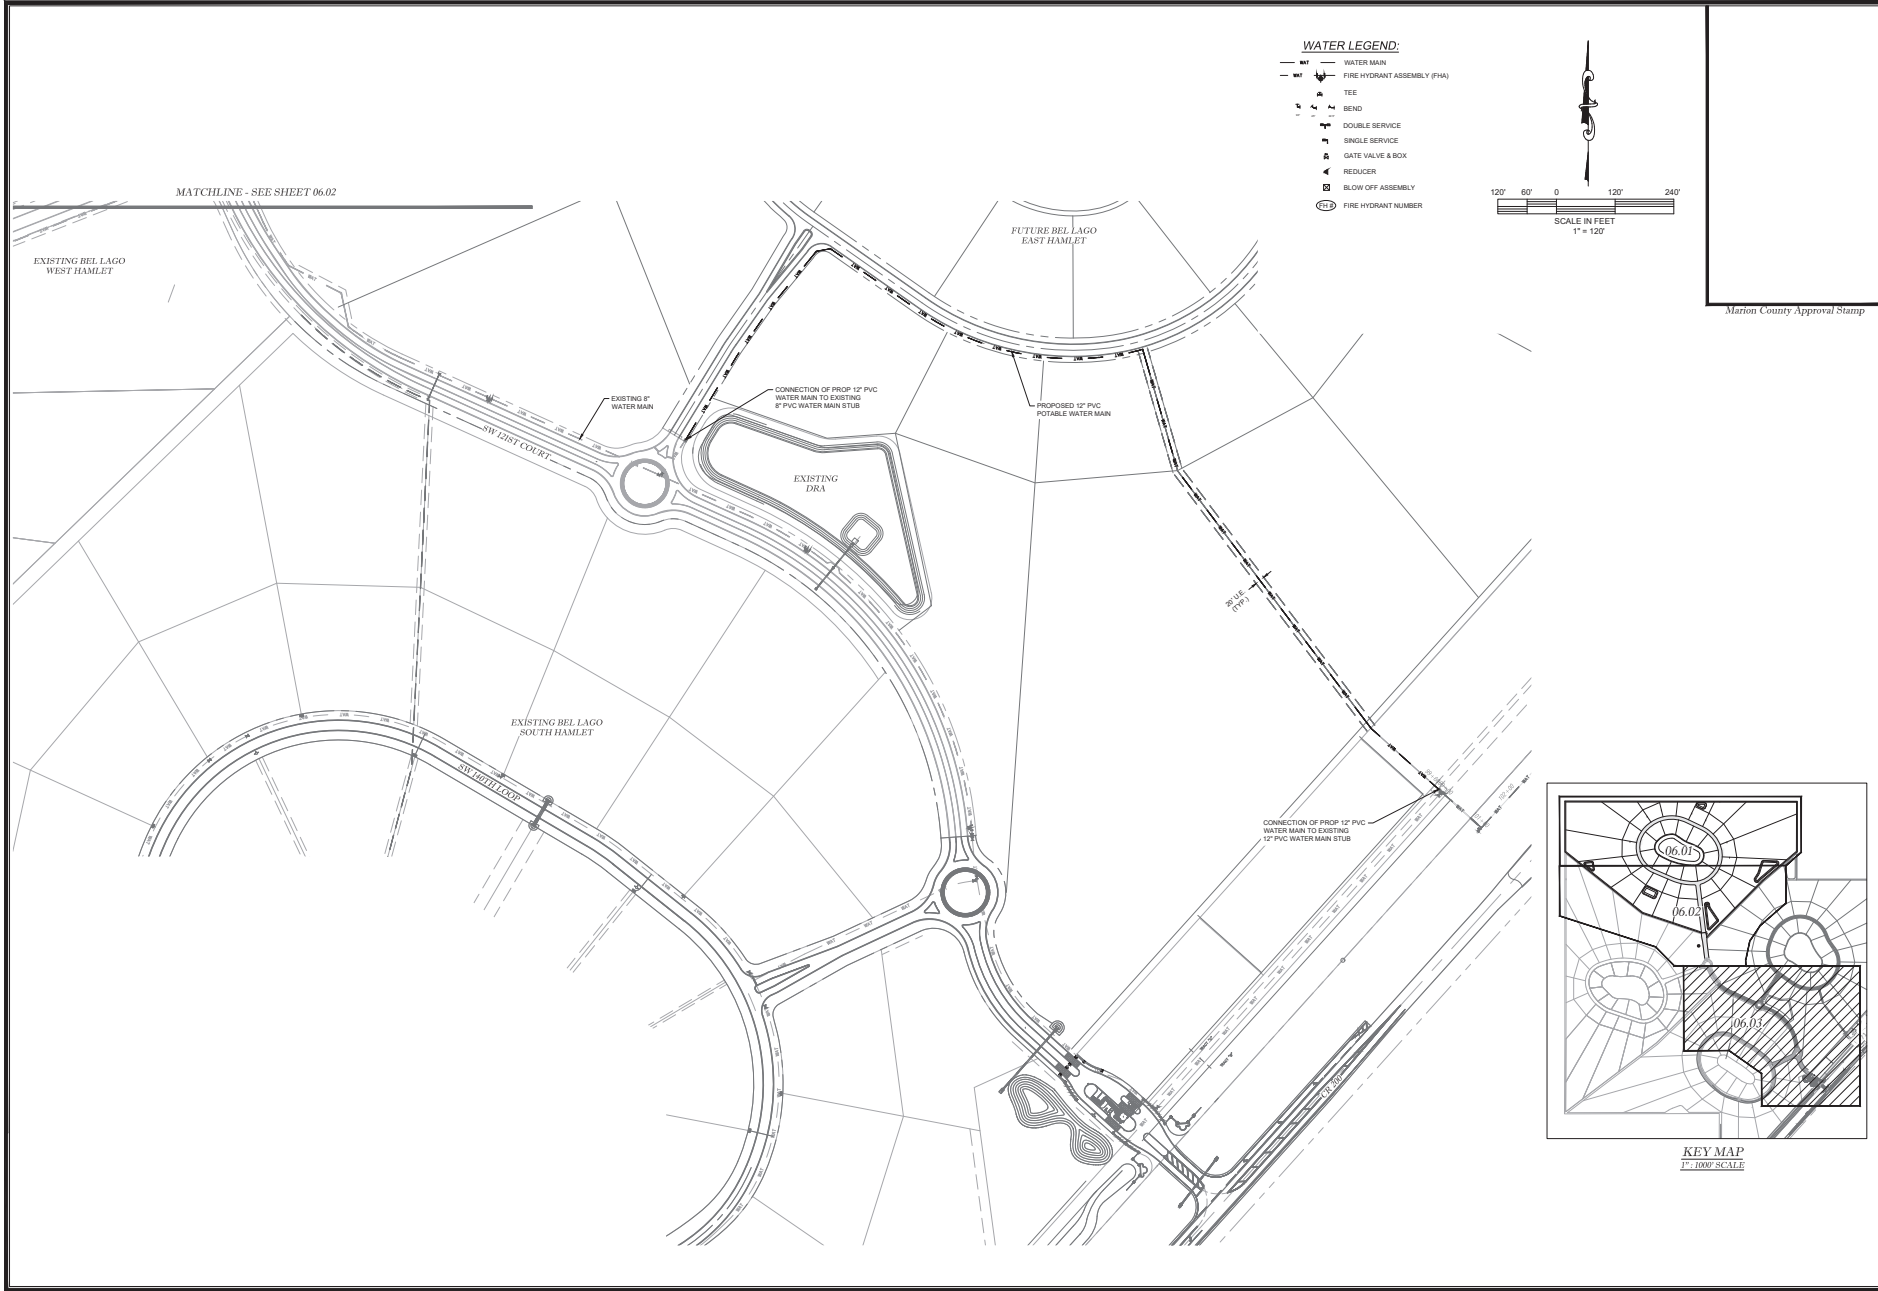 WATER LEGEND:
WAT WATER MAIN
WAT FIRE HYDRANT ASSEMBLY (FHA)
TEE
BEND
DOUBLE SERVICE
SINGLE SERVICE
GATE VALVE & BOX
REDUCER
BLOW OFF ASSEMBLY
FH # FIRE HYDRANT NUMBER
120' 60' 0 120' 240'
SCALE IN FEET
1" = 120'
Marion County Approval Stamp
MATCHLINE - SEE SHEET 06.02
EXISTING BEL LAGO
WEST HAMLET
FUTURE BEL LAGO
EAST HAMLET
EXISTING 8"
WATER MAIN
CONNECTION OF PROP 12" PVC
WATER MAIN TO EXISTING
8" PVC WATER MAIN STUB
PROPOSED 12" PVC
POTABLE WATER MAIN
SW 121ST COURT
EXISTING
DRA
20' U.E.
(TYP.)
EXISTING BEL LAGO
SOUTH HAMLET
SW 140TH LOOP
CONNECTION OF PROP 12" PVC
WATER MAIN TO EXISTING
12" PVC WATER MAIN STUB
CR 200
06.01
06.02
06.03
KEY MAP
1" : 1000' SCALE